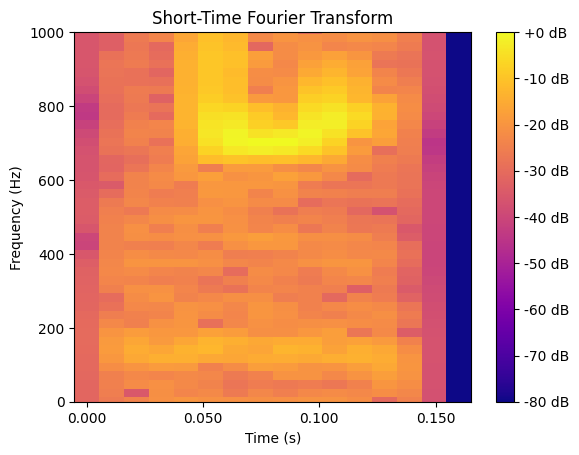 Short-Time Fourier Transform
Frequency (Hz)
1000
800
600
400
200
0
0.000
0.050
0.100
0.150
Time (s)
+0 dB
-10 dB
-20 dB
-30 dB
-40 dB
-50 dB
-60 dB
-70 dB
-80 dB